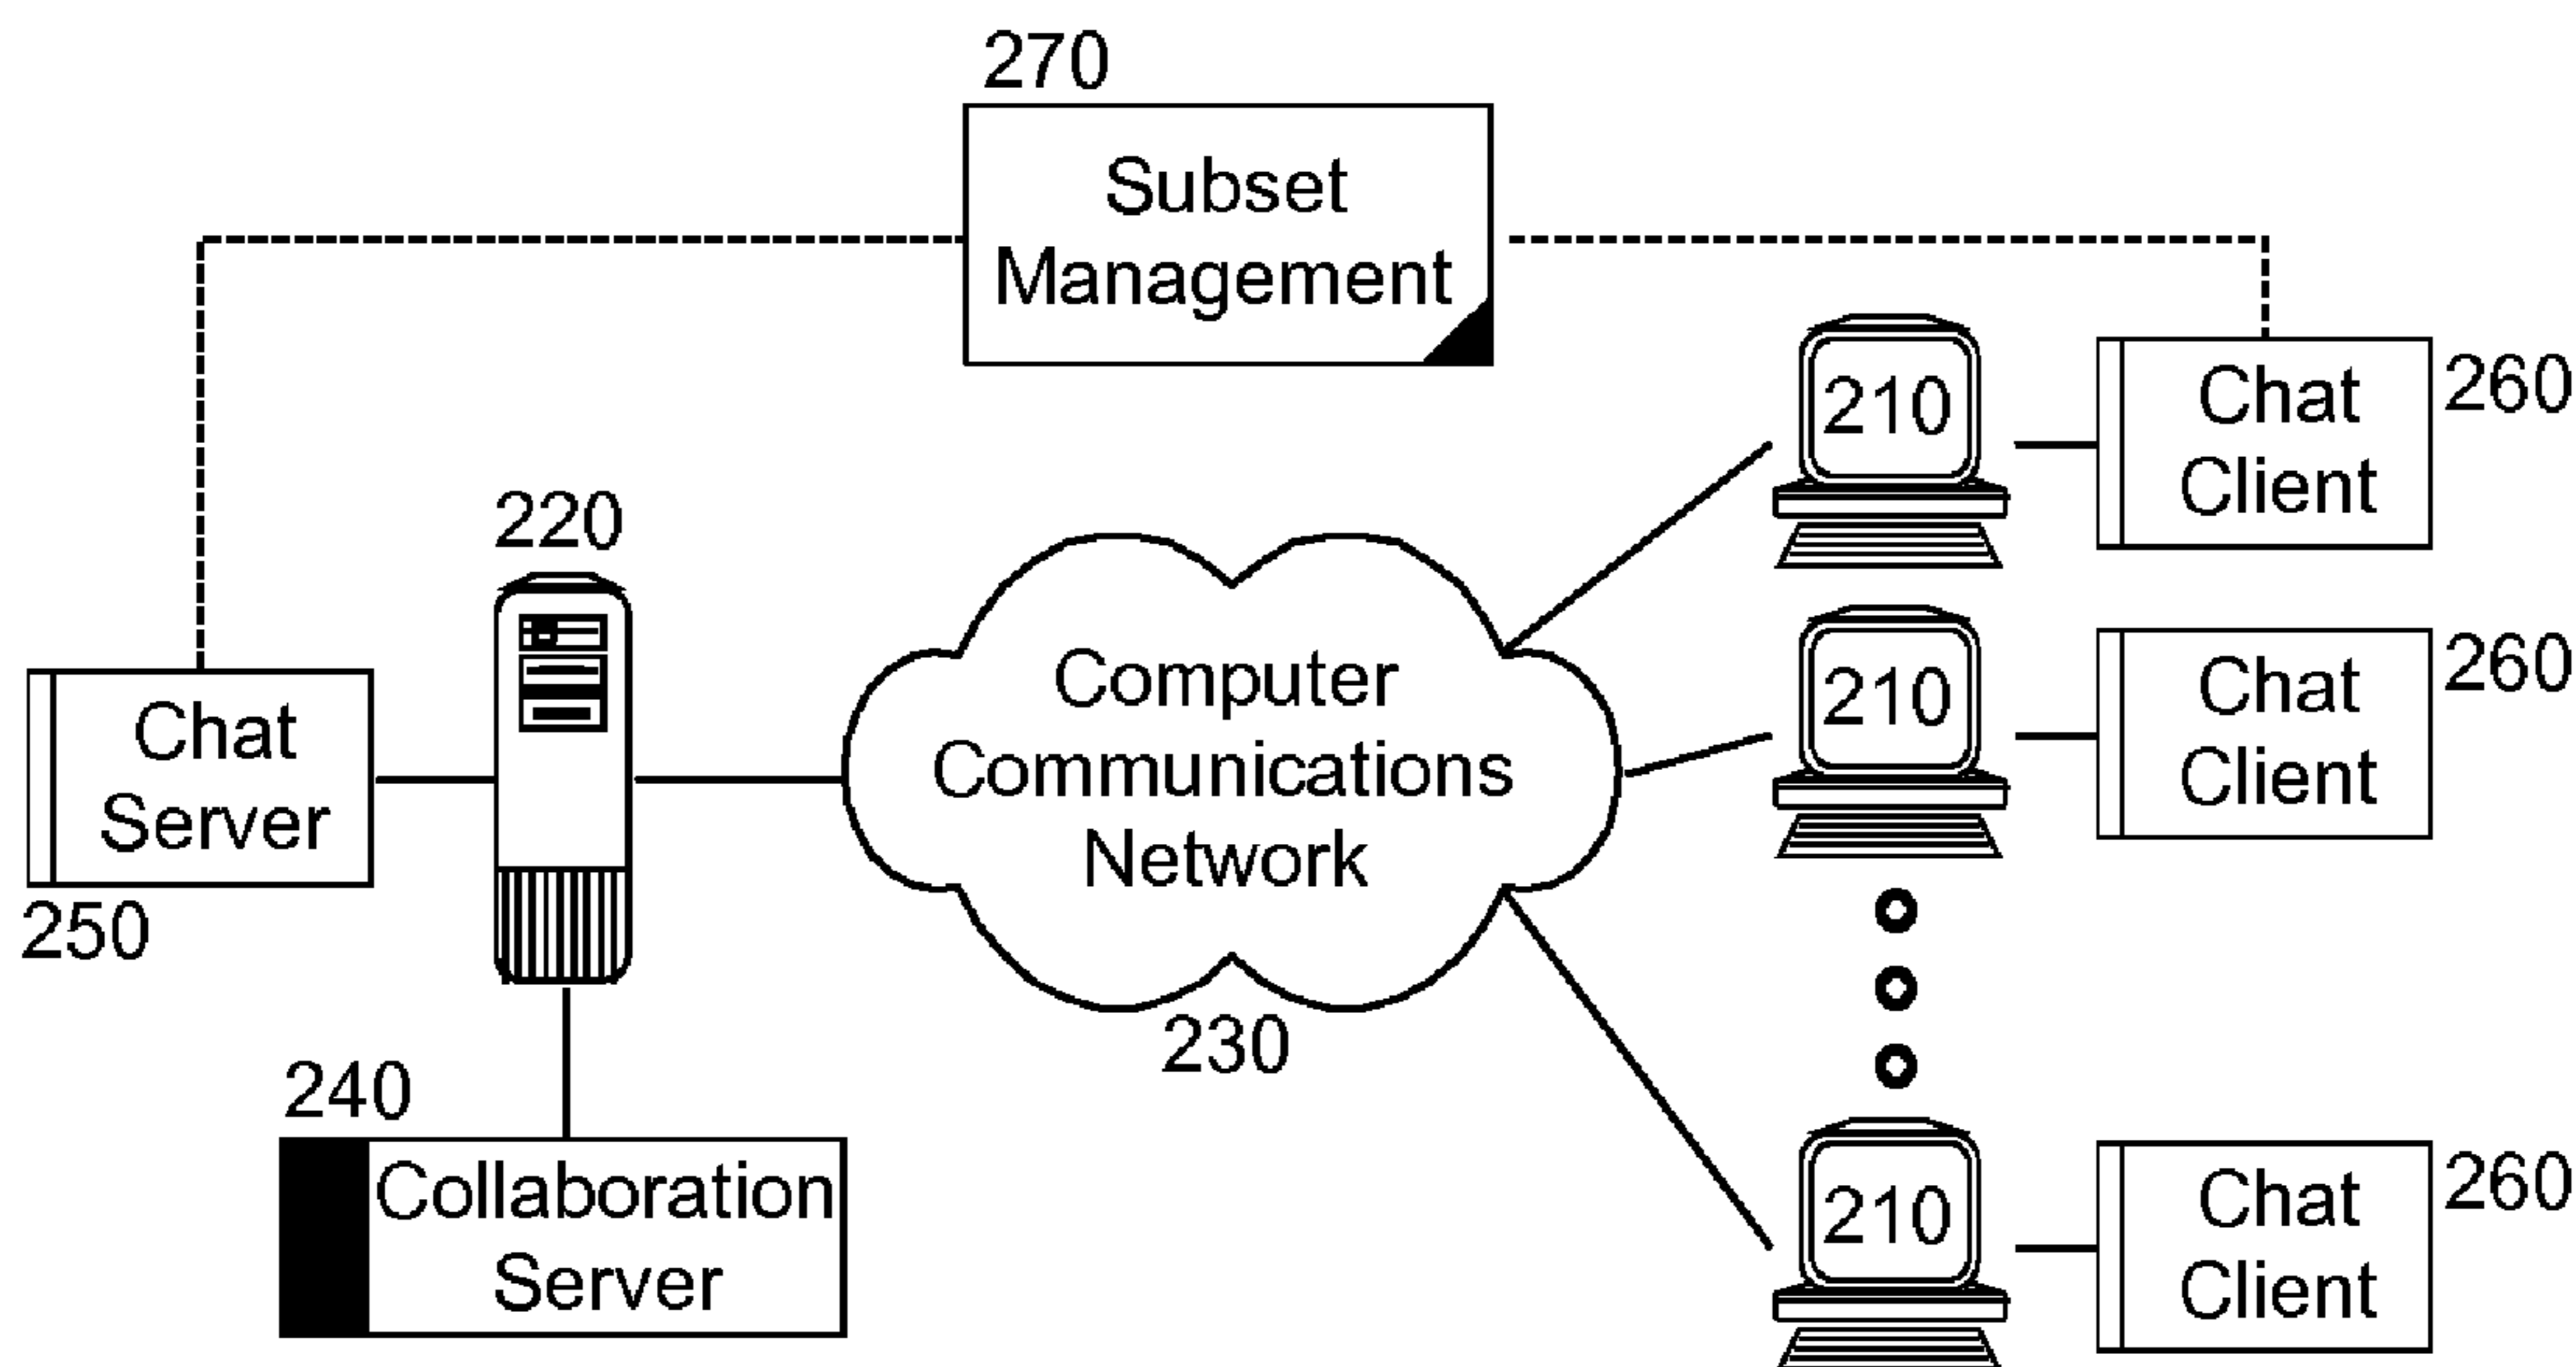 270
Subset
Management
210
Chat
Client
260
220
Chat
Server
250
Computer
Communications
Network
230
210
Chat
Client
260
240
Collaboration
Server
210
Chat
Client
260